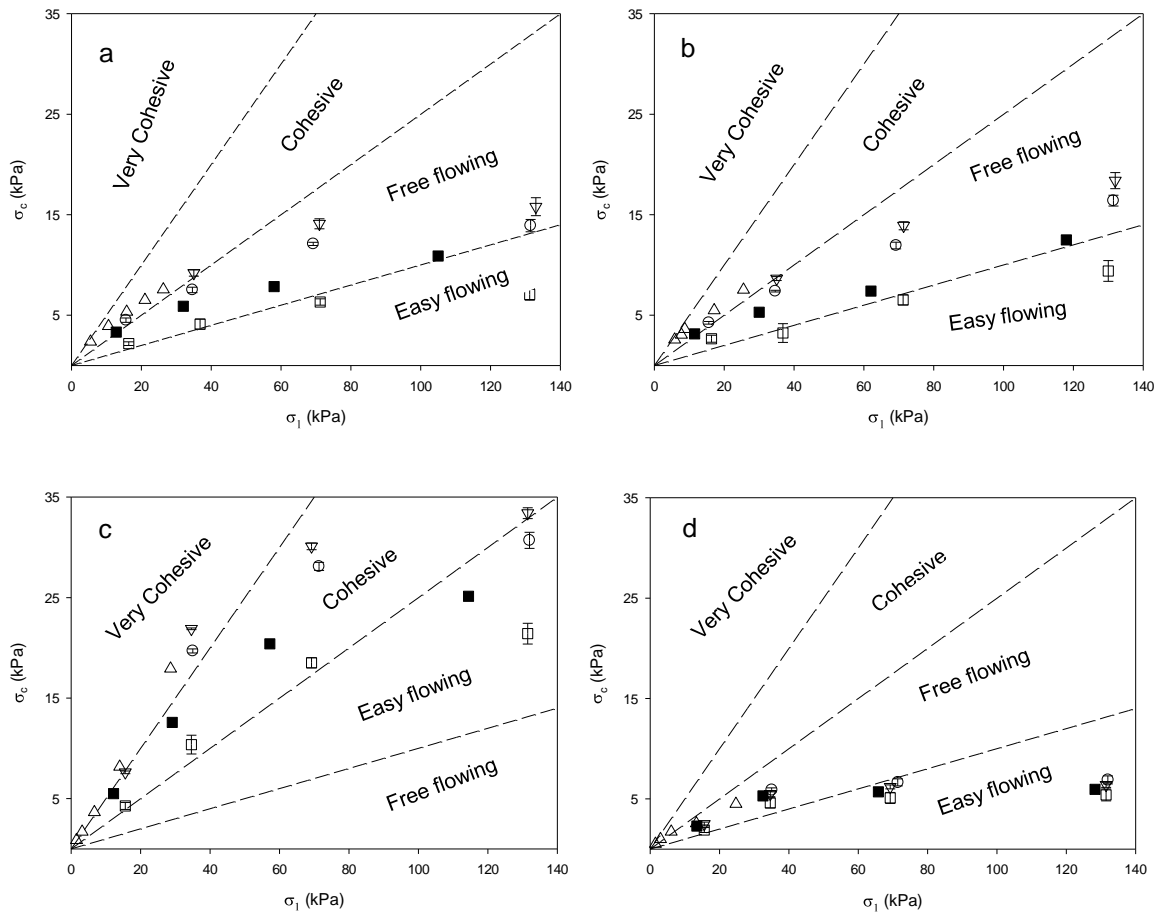 a
35
25
15
5
σc (kPa)
Very Cohesive
Cohesive
Free flowing
Easy flowing
0 20 40 60 80 100 120 140
σ1 (kPa)
b
35
25
15
5
σc (kPa)
Very Cohesive
Cohesive
Free flowing
Easy flowing
0 20 40 60 80 100 120 140
σ1 (kPa)
c
35
25
15
5
σc (kPa)
Very Cohesive
Cohesive
Easy flowing
Free flowing
0 20 40 60 80 100 120 140
σ1 (kPa)
d
35
25
15
5
σc (kPa)
Very Cohesive
Cohesive
Free flowing
Easy flowing
0 20 40 60 80 100 120 140
σ1 (kPa)